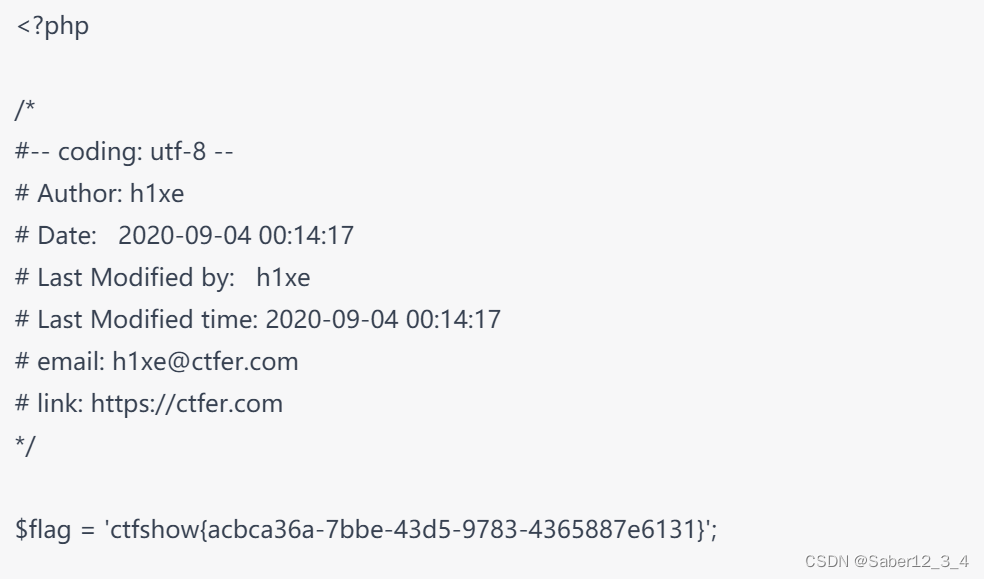 <?php
/*
#-- coding: utf-8 --
# Author: h1xe
# Date:   2020-09-04 00:14:17
# Last Modified by:   h1xe
# Last Modified time: 2020-09-04 00:14:17
# email: h1xe@ctfer.com
# link: https://ctfer.com
*/
$flag = 'ctfshow{acbca36a-7bbe-43d5-9783-4365887e6131}';
CSDN @Saber12_3_4